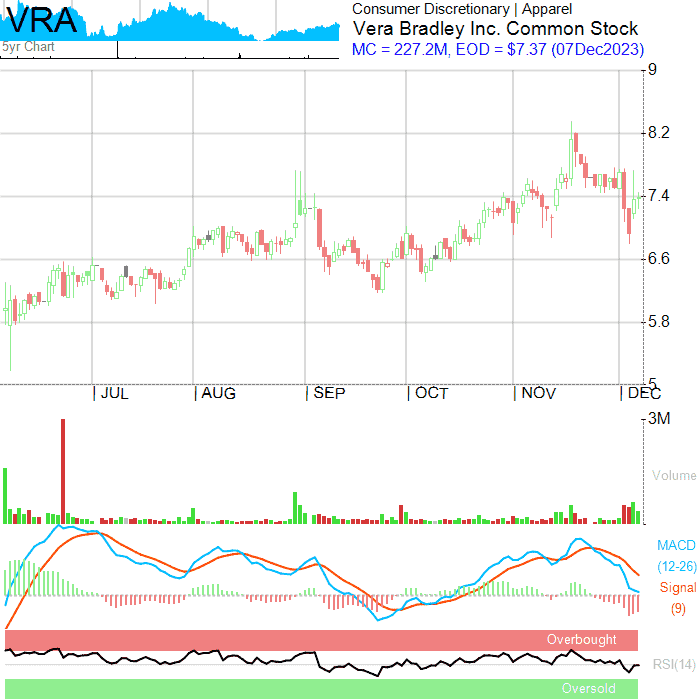 VRA
5yr Chart
Consumer Discretionary | Apparel
Vera Bradley Inc. Common Stock
MC = 227.2M, EOD = $7.37 (07Dec2023)
9
8.2
7.4
6.6
5.8
5
| JUL | AUG | SEP | OCT | NOV | DEC
3M
Volume
MACD
(12-26)
Signal
(9)
Overbought
RSI(14)
Oversold